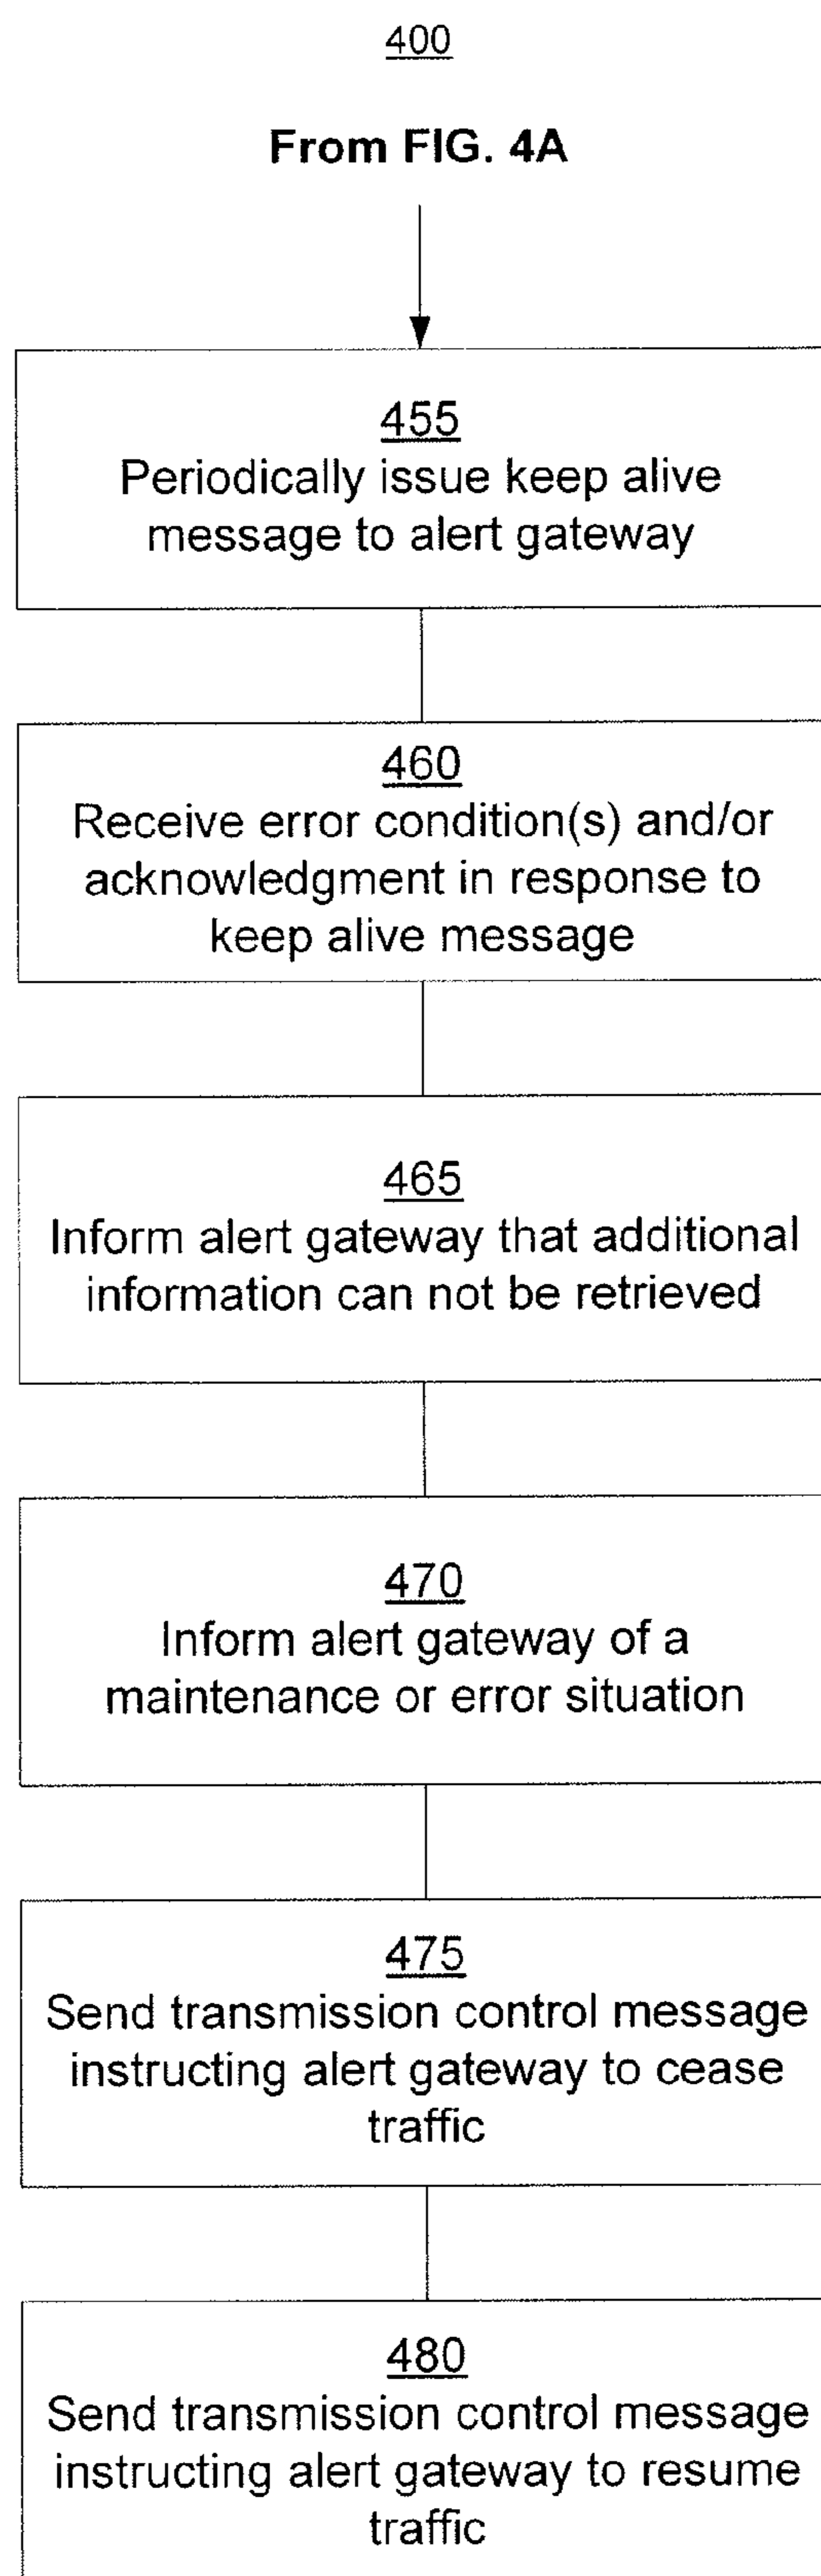 400
From FIG. 4A
455
Periodically issue keep alive
message to alert gateway
460
Receive error condition(s) and/or
acknowledgment in response to
keep alive message
465
Inform alert gateway that additional
information can not be retrieved
470
Inform alert gateway of a
maintenance or error situation
475
Send transmission control message
instructing alert gateway to cease
traffic
480
Send transmission control message
instructing alert gateway to resume
traffic